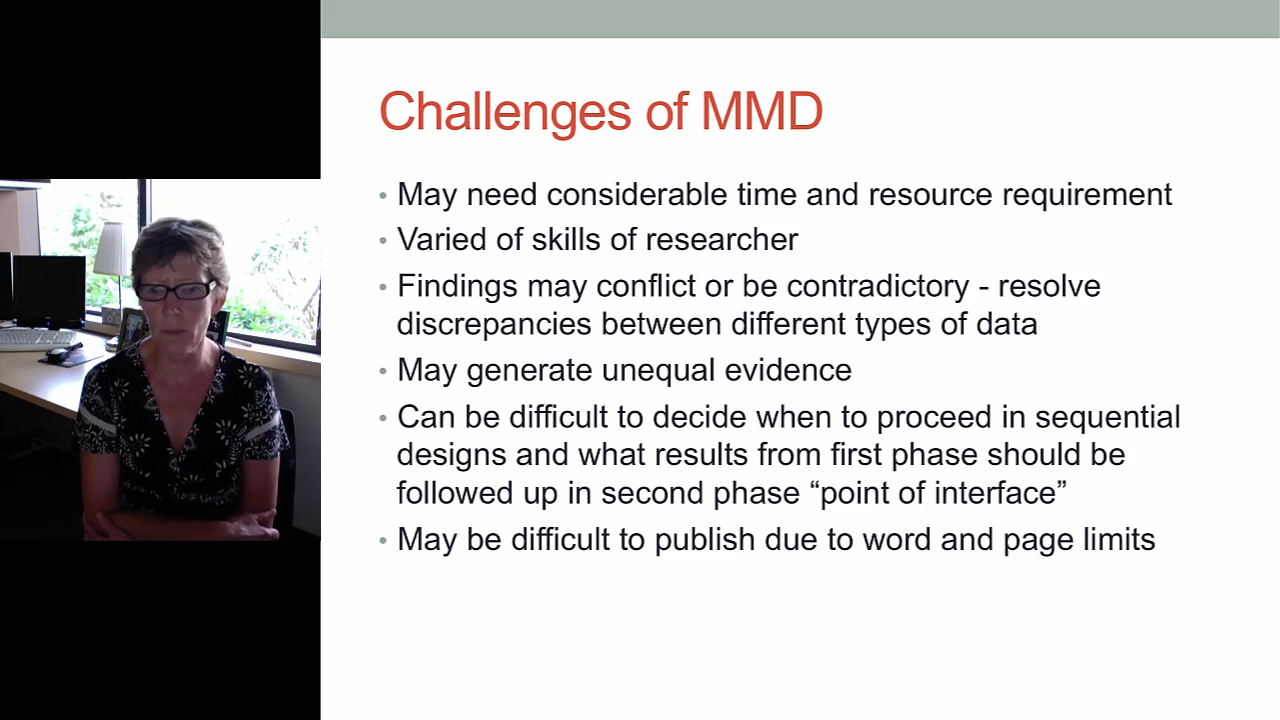 Challenges of MMD
• May need considerable time and resource requirement
• Varied of skills of researcher
• Findings may conflict or be contradictory - resolve
discrepancies between different types of data
• May generate unequal evidence
• Can be difficult to decide when to proceed in sequential
designs and what results from first phase should be
followed up in second phase “point of interface”
• May be difficult to publish due to word and page limits